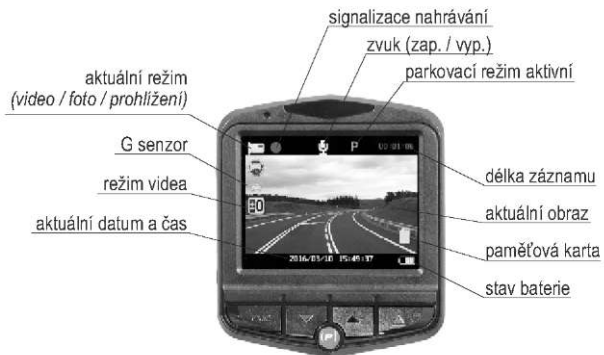 signalizace nahrávání
zvuk (zap. / vyp.)
parkovací režim aktivní
aktuální režim
(video / foto / prohlížení)
G senzor
režim videa
aktuální datum a čas
P 00:01:06
2016/03/10 15:49:37
délka záznamu
aktuální obraz
paměťová karta
stav baterie